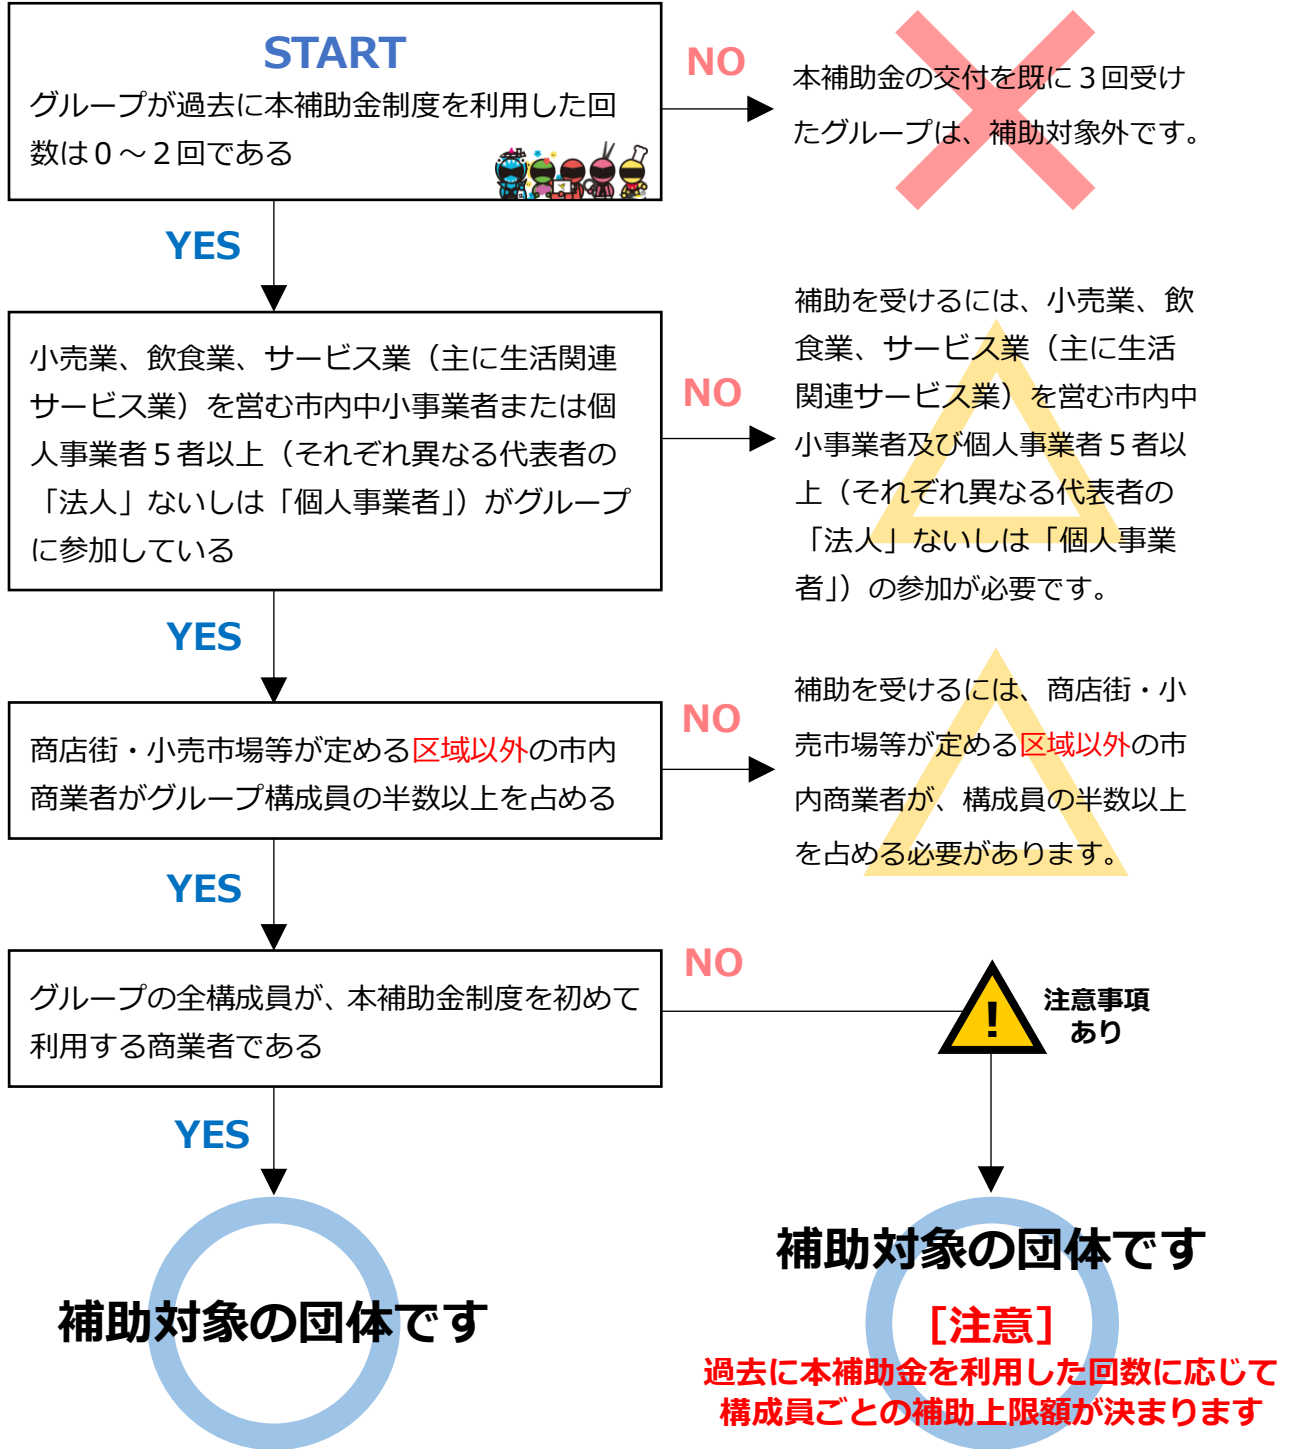 START
グループが過去に本補助金制度を利用した回
数は０～２回である
NO
本補助金の交付を既に３回受け
たグループは、補助対象外です。
YES
小売業、飲食業、サービス業（主に生活関連
サービス業）を営む市内中小事業者または個
人事業者５者以上（それぞれ異なる代表者の
「法人」ないしは「個人事業者」）がグループ
に参加している
NO
補助を受けるには、小売業、飲
食業、サービス業（主に生活
関連サービス業）を営む市内中
小事業者及び個人事業者５者以
上（それぞれ異なる代表者の
「法人」ないしは「個人事業
者」）の参加が必要です。
YES
商店街・小売市場等が定める区域以外の市内
商業者がグループ構成員の半数以上を占める
NO
補助を受けるには、商店街・小
売市場等が定める区域以外の市
内商業者が、構成員の半数以上
を占める必要があります。
YES
グループの全構成員が、本補助金制度を初めて
利用する商業者である
NO
!
注意事項
あり
YES
補助対象の団体です
補助対象の団体です
［注意］
過去に本補助金を利用した回数に応じて
構成員ごとの補助上限額が決まります